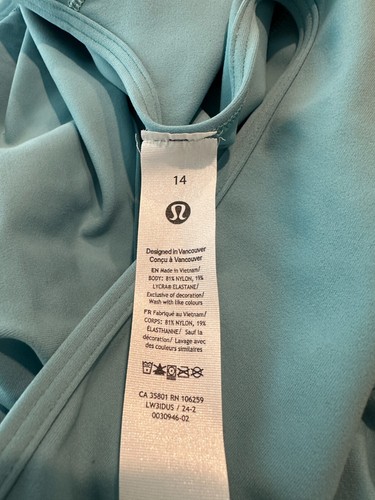 14
Designed in Vancouver
Conçu à Vancouver
EN Made in Vietnam/
BODY: 81% NYLON, 19%
LYCRA® ELASTANE/
Exclusive of decoration/
Wash with like colours
FR Fabriqué au Vietnam/
CORPS: 81% NYLON, 19%
ÉLASTHANNE/ Sauf la
décoration/ Lavage avec
des couleurs similaires
CA 35801 RN 106259
LW3IDUS / 24-2
0030946-02